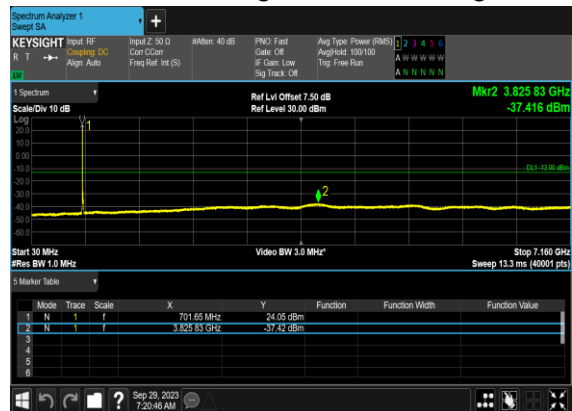 Spectrum Analyzer 1
Swept SA
KEYSIGHT Input: RF Input Z: 50 Ω #Atten: 40 dB PNO: Fast Avg Type: Power (RMS) 1 2 3 4 5 6
R T Coupling: DC Corr CCorr Gate: Off Avg|Hold: 100/100 A W W W W W
Align: Auto Freq Ref: Int (S) IF Gain: Low Trig: Free Run
Sig Track: Off A N N N N N
LXI
1 Spectrum Ref Lvl Offset 7.50 dB Mkr2 3.825 83 GHz
Scale/Div 10 dB Ref Level 30.00 dBm -37.416 dBm
Log
20.0
10.0
0.00
-10.0
-20.0
-30.0
-40.0
-50.0
-60.0
1
DL1 -13.00 dBm
2
Start 30 MHz Video BW 3.0 MHz* Stop 7.160 GHz
#Res BW 1.0 MHz Sweep 13.3 ms (40001 pts)
5 Marker Table
Mode Trace Scale X Y Function Function Width Function Value
1 N 1 f 701.65 MHz 24.05 dBm
2 N 1 f 3.825 83 GHz -37.42 dBm
3
4
5
6
? Sep 29, 2023
7:20:46 AM